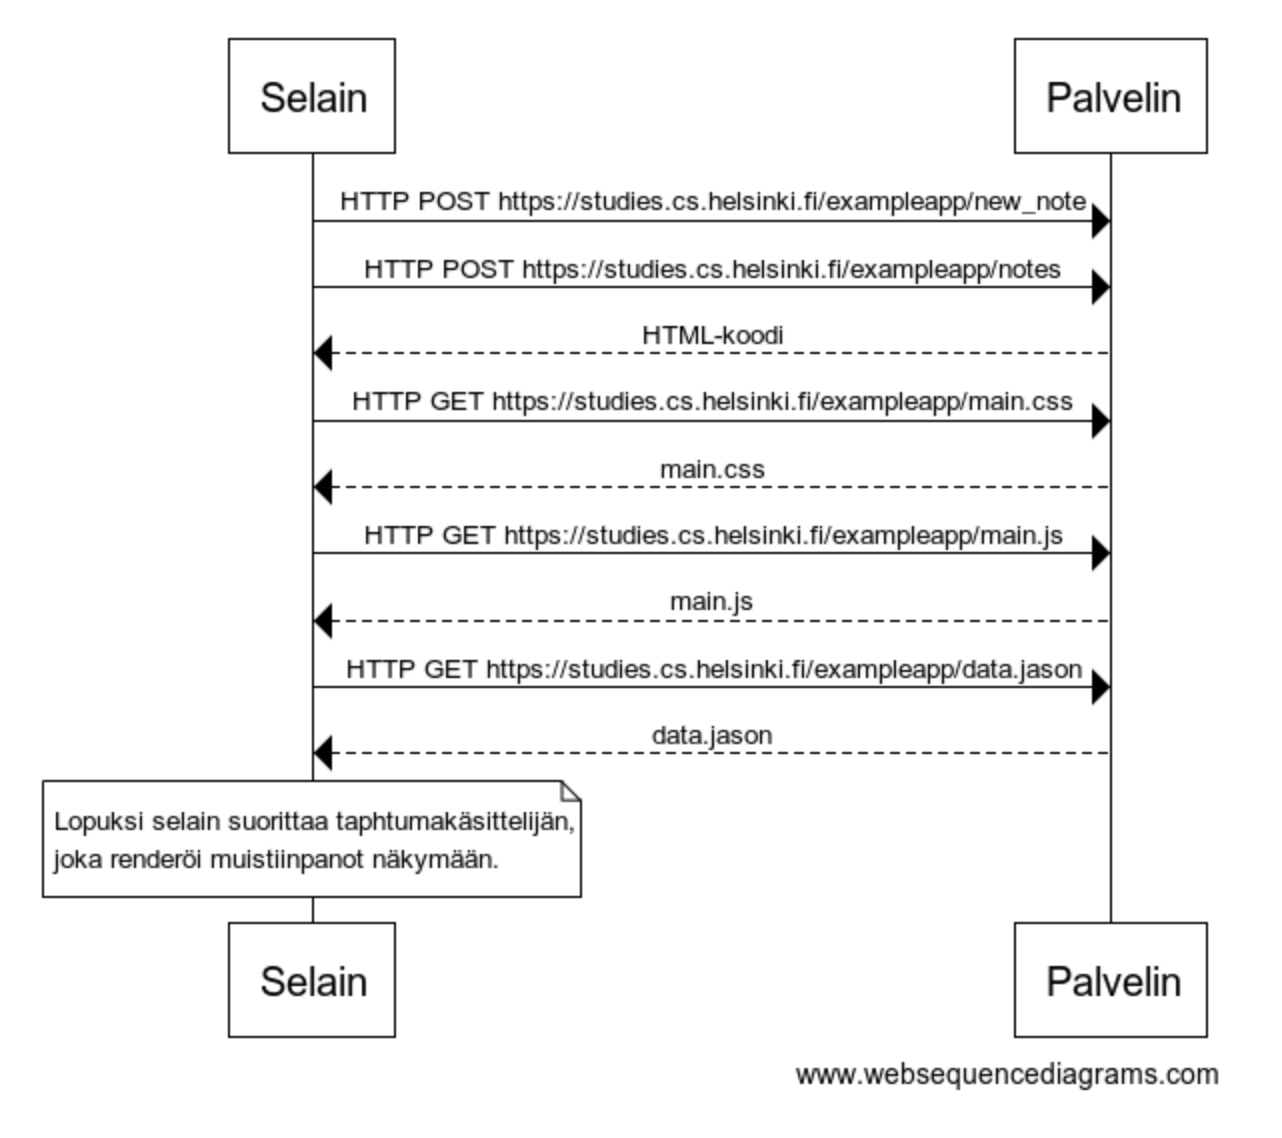 Selain
Palvelin
HTTP POST https://studies.cs.helsinki.fi/exampleapp/new_note
HTTP POST https://studies.cs.helsinki.fi/exampleapp/notes
HTML-koodi
HTTP GET https://studies.cs.helsinki.fi/exampleapp/main.css
main.css
HTTP GET https://studies.cs.helsinki.fi/exampleapp/main.js
main.js
HTTP GET https://studies.cs.helsinki.fi/exampleapp/data.jason
data.jason
Lopuksi selain suorittaa taphtumakäsittelijän,
joka renderöi muistiinpanot näkymään.
Selain
Palvelin
www.websequencediagrams.com